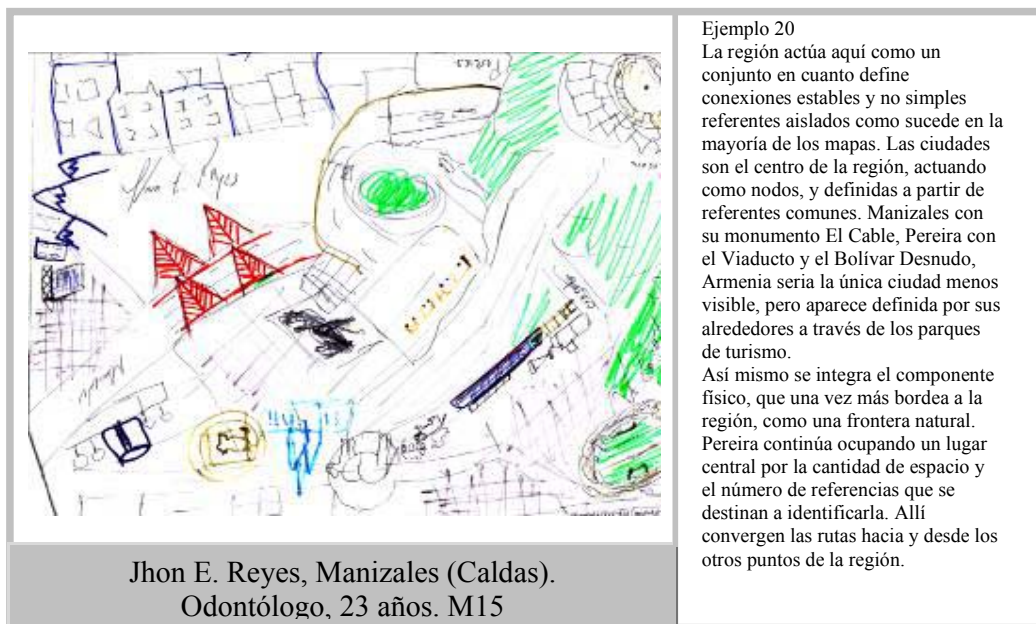 Jhon E. Reyes
Jhon E. Reyes, Manizales (Caldas).
Odontólogo, 23 años. M15
Ejemplo 20
La región actúa aquí como un
conjunto en cuanto define
conexiones estables y no simples
referentes aislados como sucede en la
mayoría de los mapas. Las ciudades
son el centro de la región, actuando
como nodos, y definidas a partir de
referentes comunes. Manizales con
su monumento El Cable, Pereira con
el Viaducto y el Bolívar Desnudo,
Armenia sería la única ciudad menos
visible, pero aparece definida por sus
alrededores a través de los parques
de turismo.
Así mismo se integra el componente
físico, que una vez más bordea a la
región, como una frontera natural.
Pereira continúa ocupando un lugar
central por la cantidad de espacio y
el número de referencias que se
destinan a identificarla. Allí
convergen las rutas hacia y desde los
otros puntos de la región.